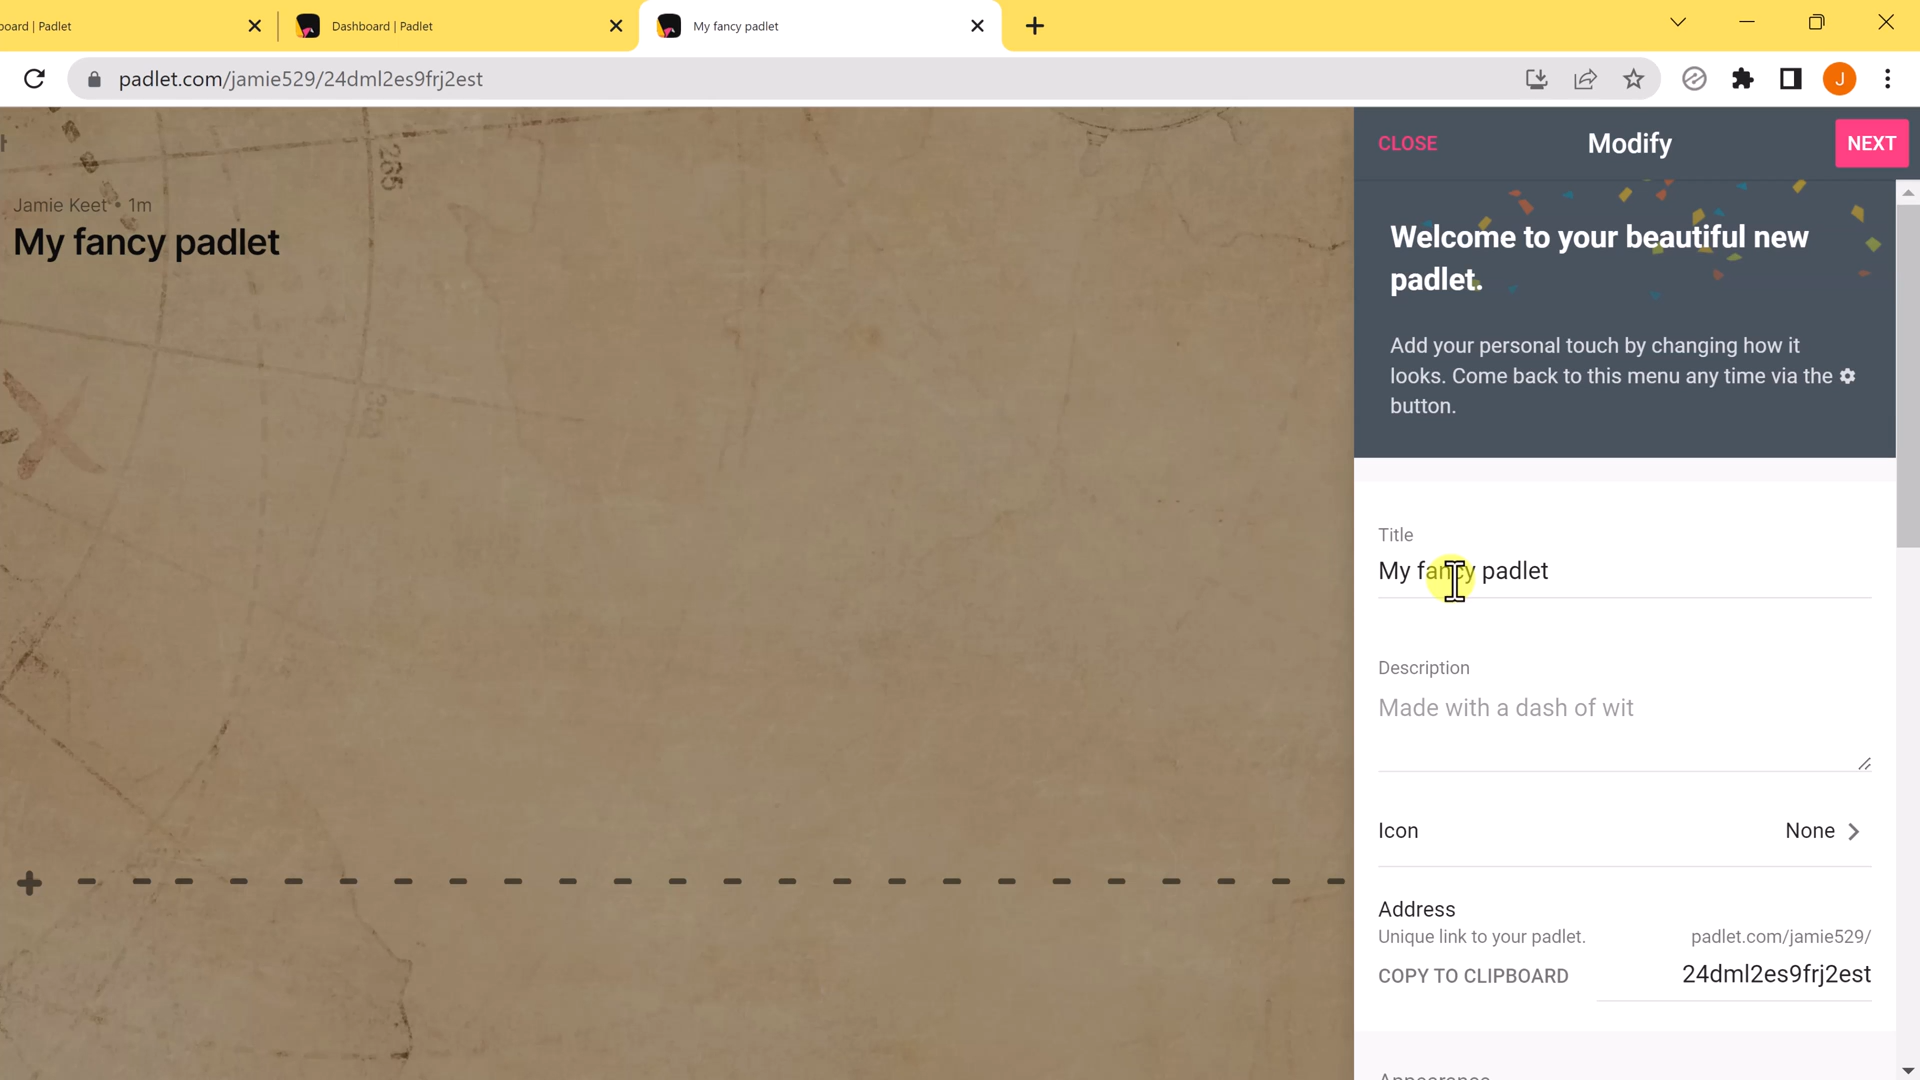 oard | Padlet
Dashboard | Padlet
My fancy padlet
padlet.com/jamie529/24dml2es9frj2est
J
265
300
Jamie Keet • 1m
My fancy padlet
CLOSE
Modify
NEXT
Welcome to your beautiful new
padlet.
Add your personal touch by changing how it
looks. Come back to this menu any time via the
button.
Title
My fancy padlet
Description
Made with a dash of wit
Icon
None
Address
Unique link to your padlet.
padlet.com/jamie529/
COPY TO CLIPBOARD
24dml2es9frj2est
Appearance